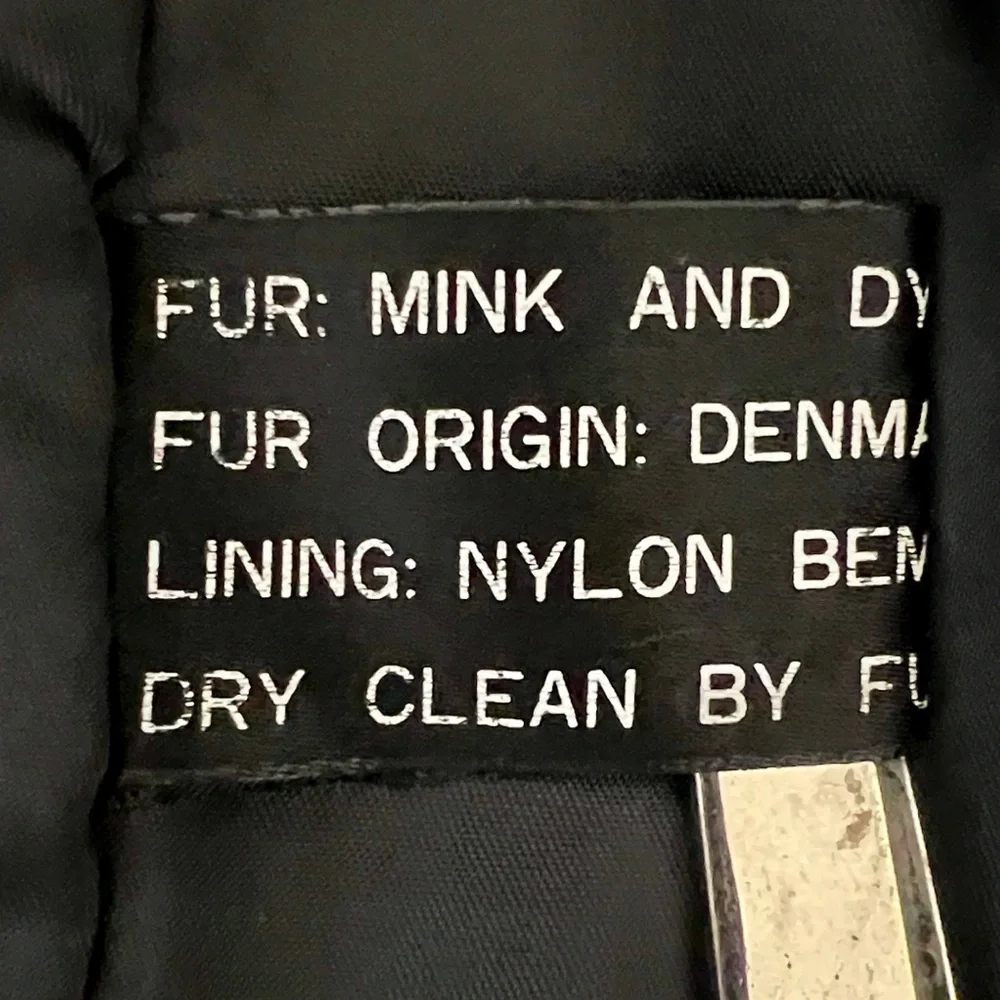 FUR: MINK AND DY
FUR ORIGIN: DENMA
LINING: NYLON BEM
DRY CLEAN BY FU